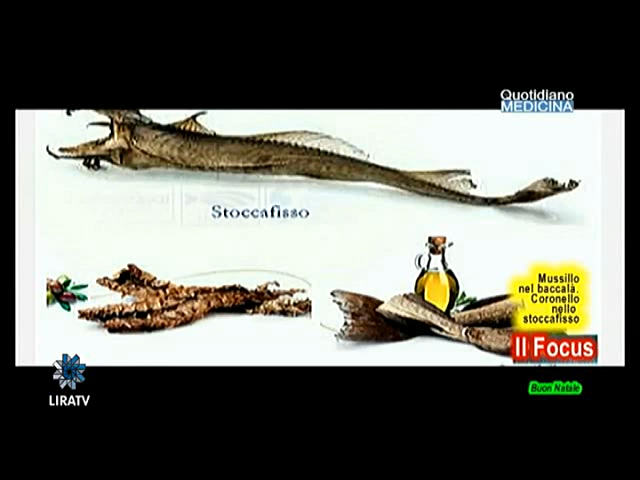 Quotidiano
MEDICINA
Stoccafisso
Mussillo
nel baccalà.
Coronello
nello
stoccafisso
Il Focus
Buon Natale
LIRATV